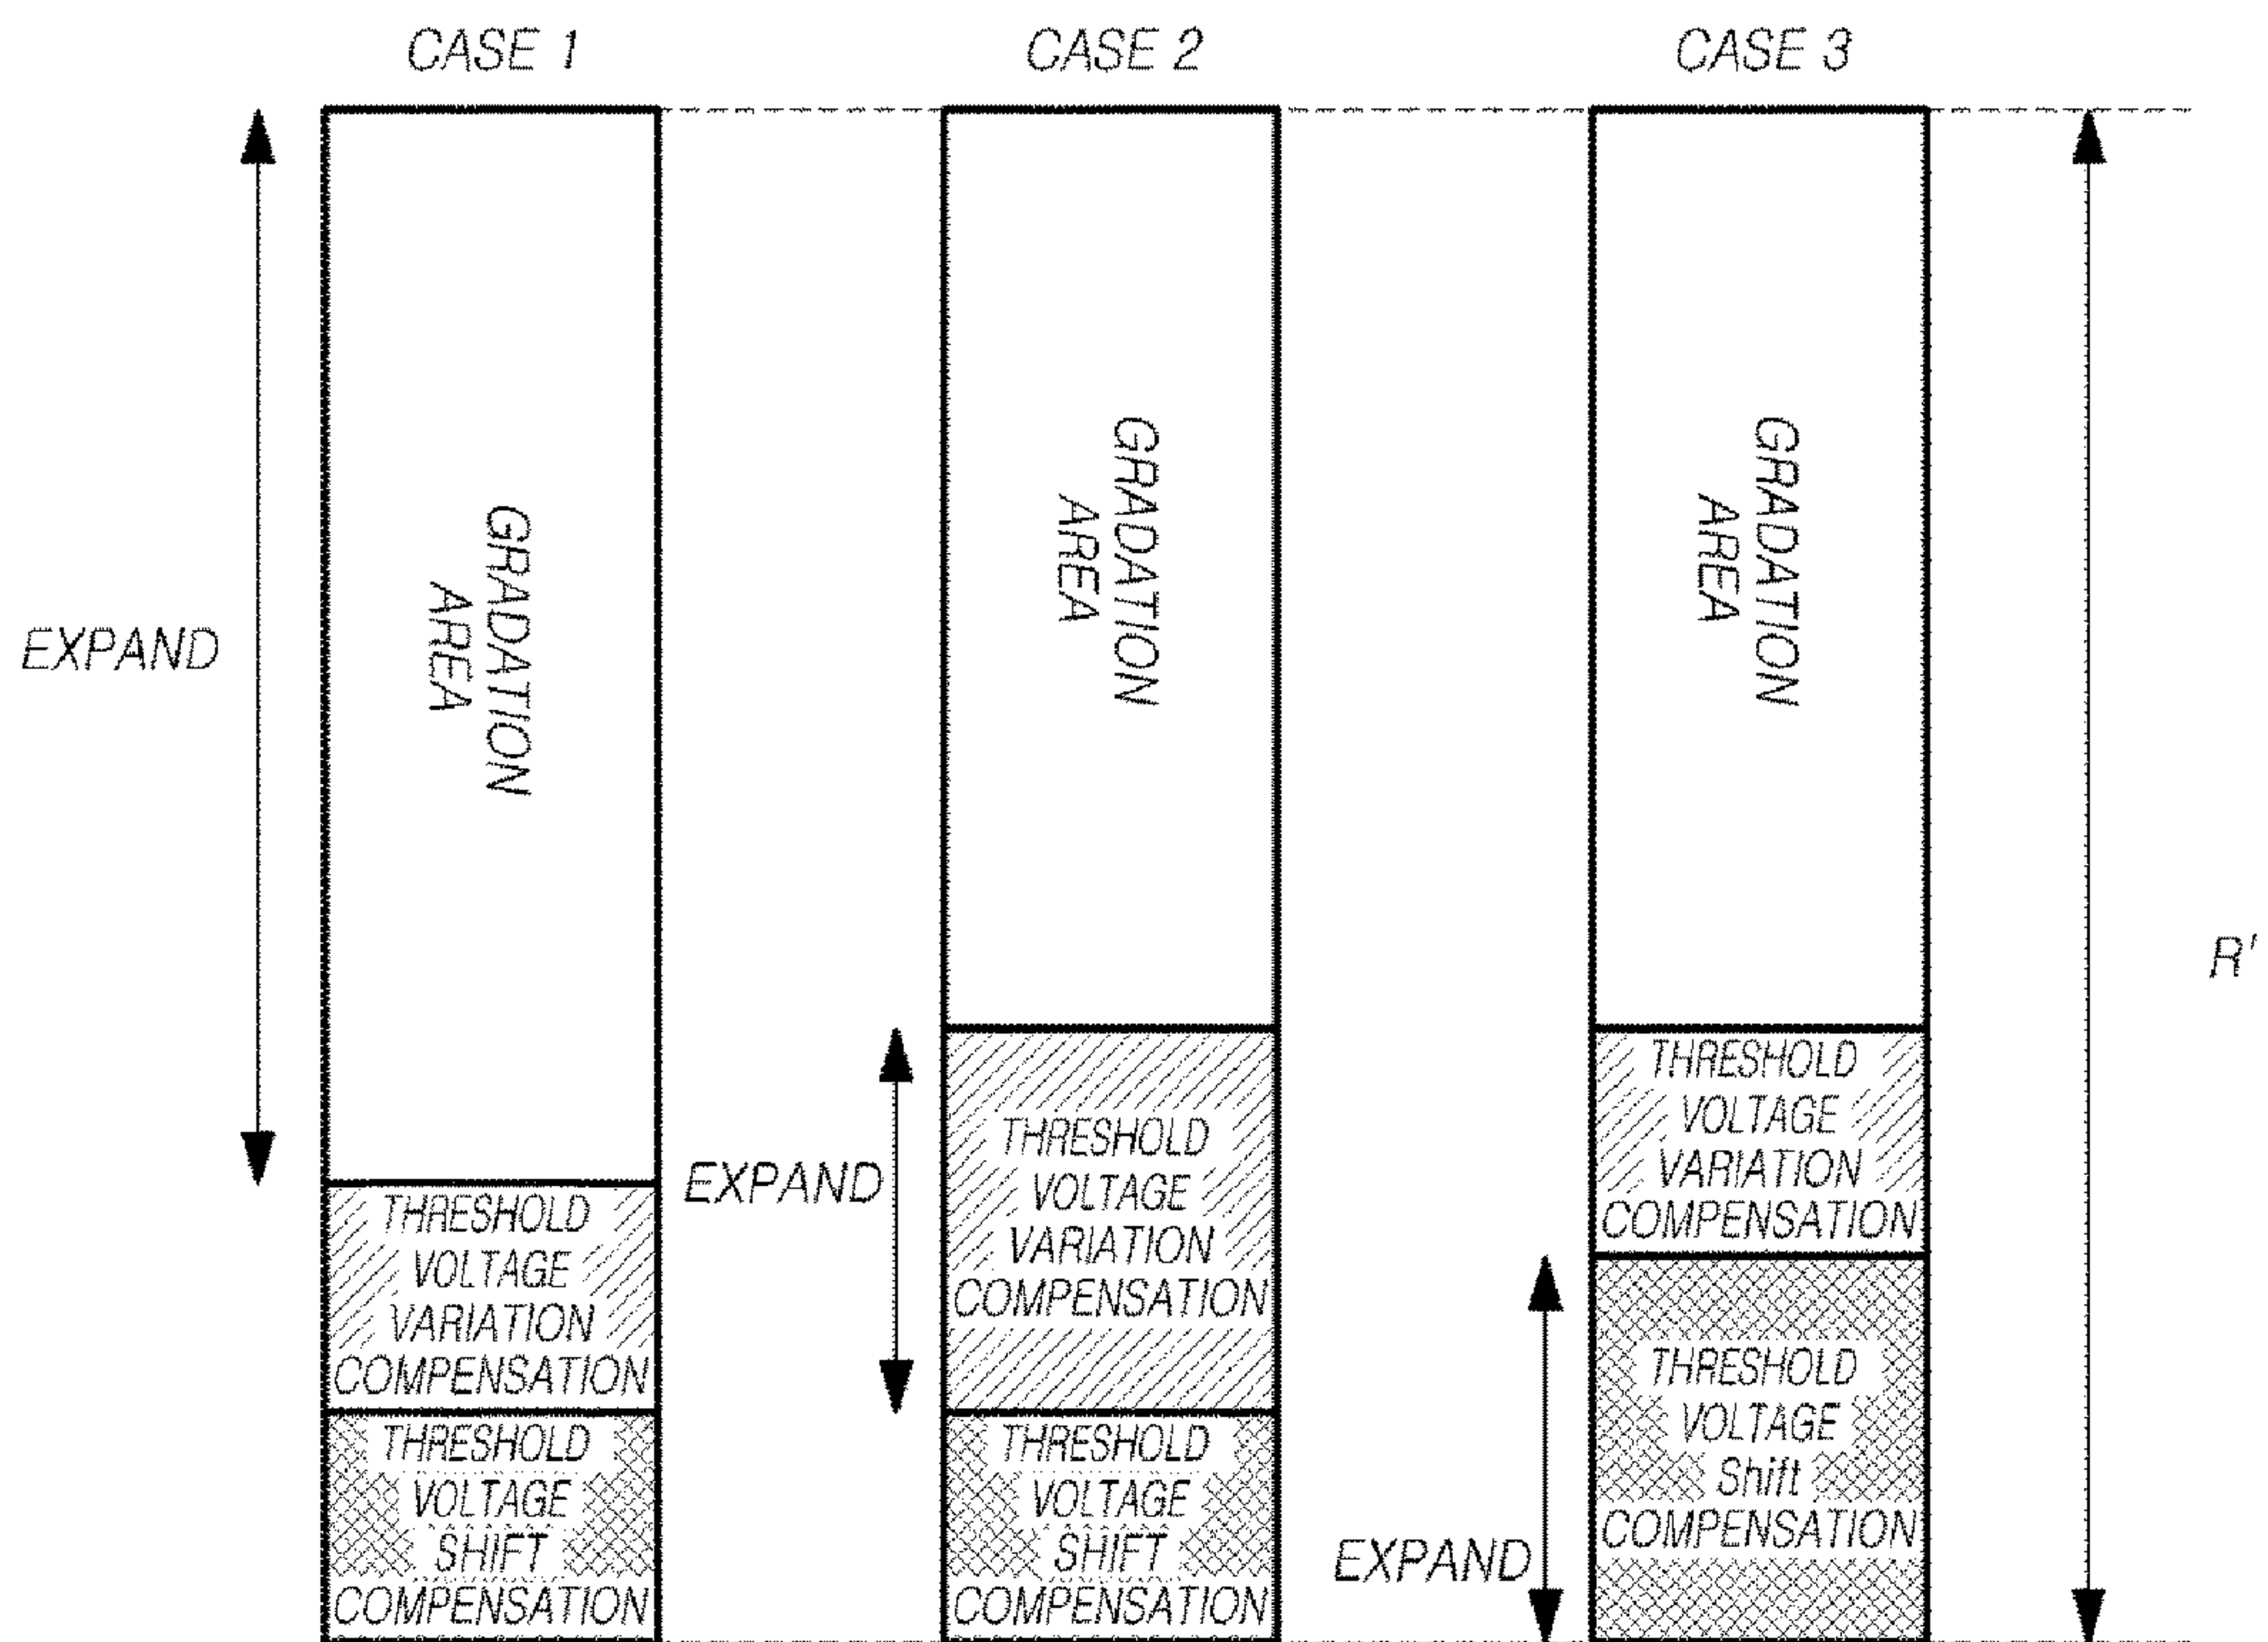 CASE 1
CASE 2
CASE 3
EXPAND
GRADATION
AREA
THRESHOLD
VOLTAGE
VARIATION
COMPENSATION
THRESHOLD
VOLTAGE
SHIFT
COMPENSATION
EXPAND
GRADATION
AREA
THRESHOLD
VOLTAGE
VARIATION
COMPENSATION
THRESHOLD
VOLTAGE
SHIFT
COMPENSATION
EXPAND
GRADATION
AREA
THRESHOLD
VOLTAGE
VARIATION
COMPENSATION
THRESHOLD
VOLTAGE
Shift
COMPENSATION
R'